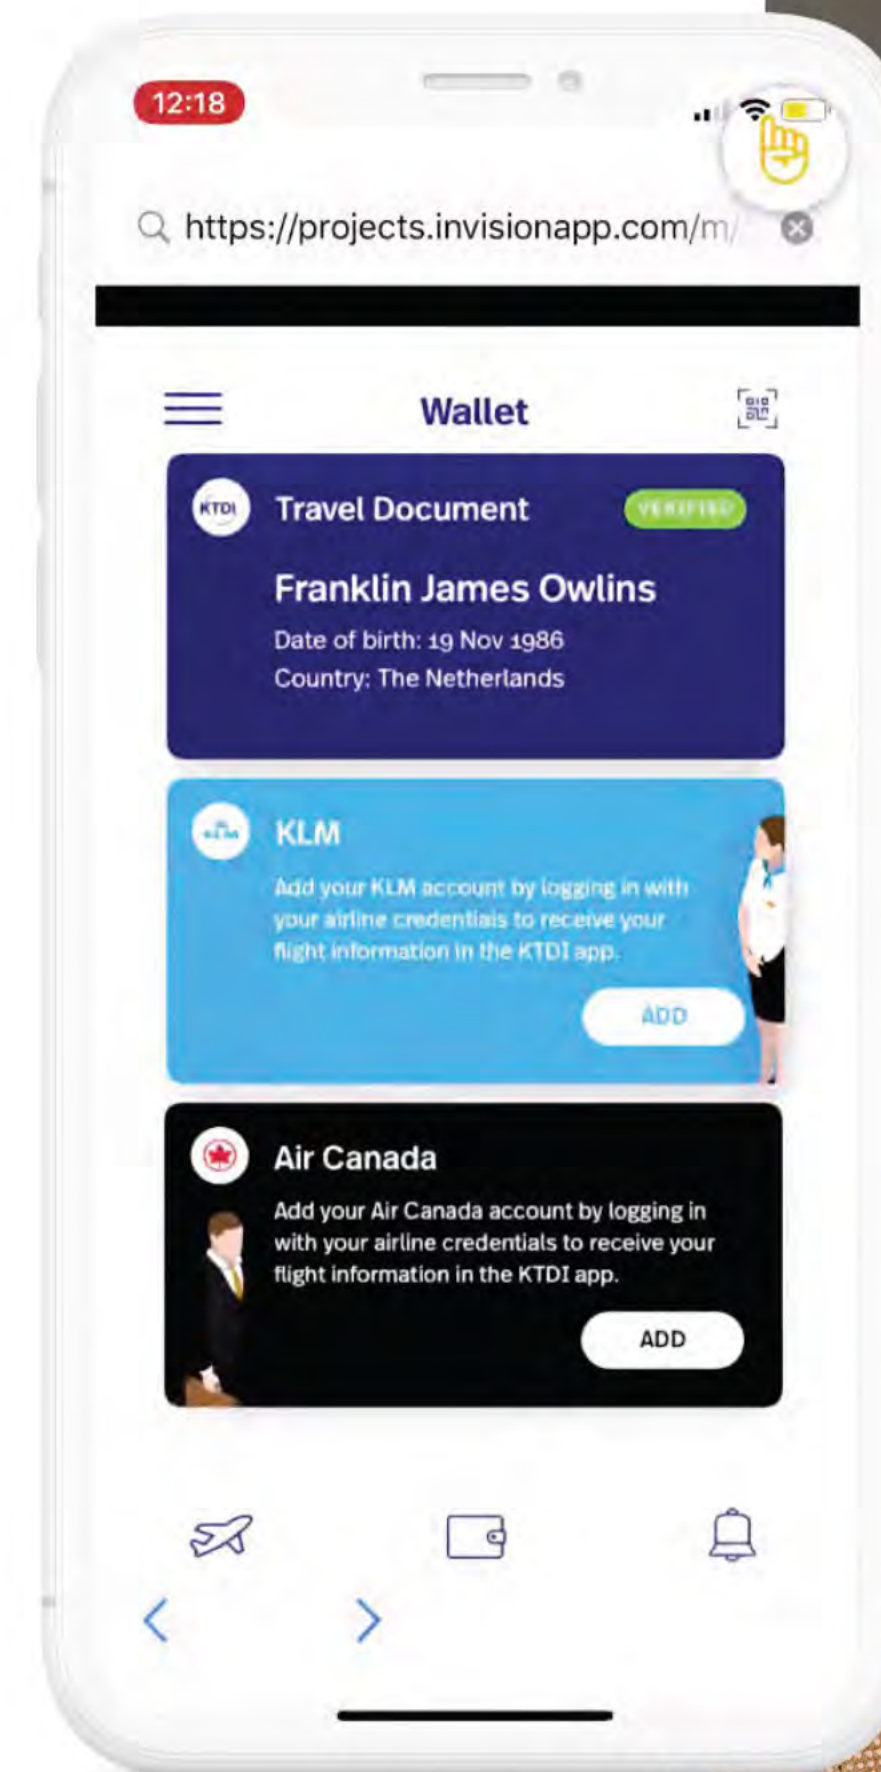 12:18
https://projects.invisionapp.com/m/
Wallet
KTDI
Travel Document
VERIFIED
Franklin James Owlins
Date of birth: 19 Nov 1986
Country: The Netherlands
KLM
KLM
Add your KLM account by logging in with
your airline credentials to receive your
flight information in the KTDI app.
ADD
Air Canada
Add your Air Canada account by logging in
with your airline credentials to receive your
flight information in the KTDI app.
ADD